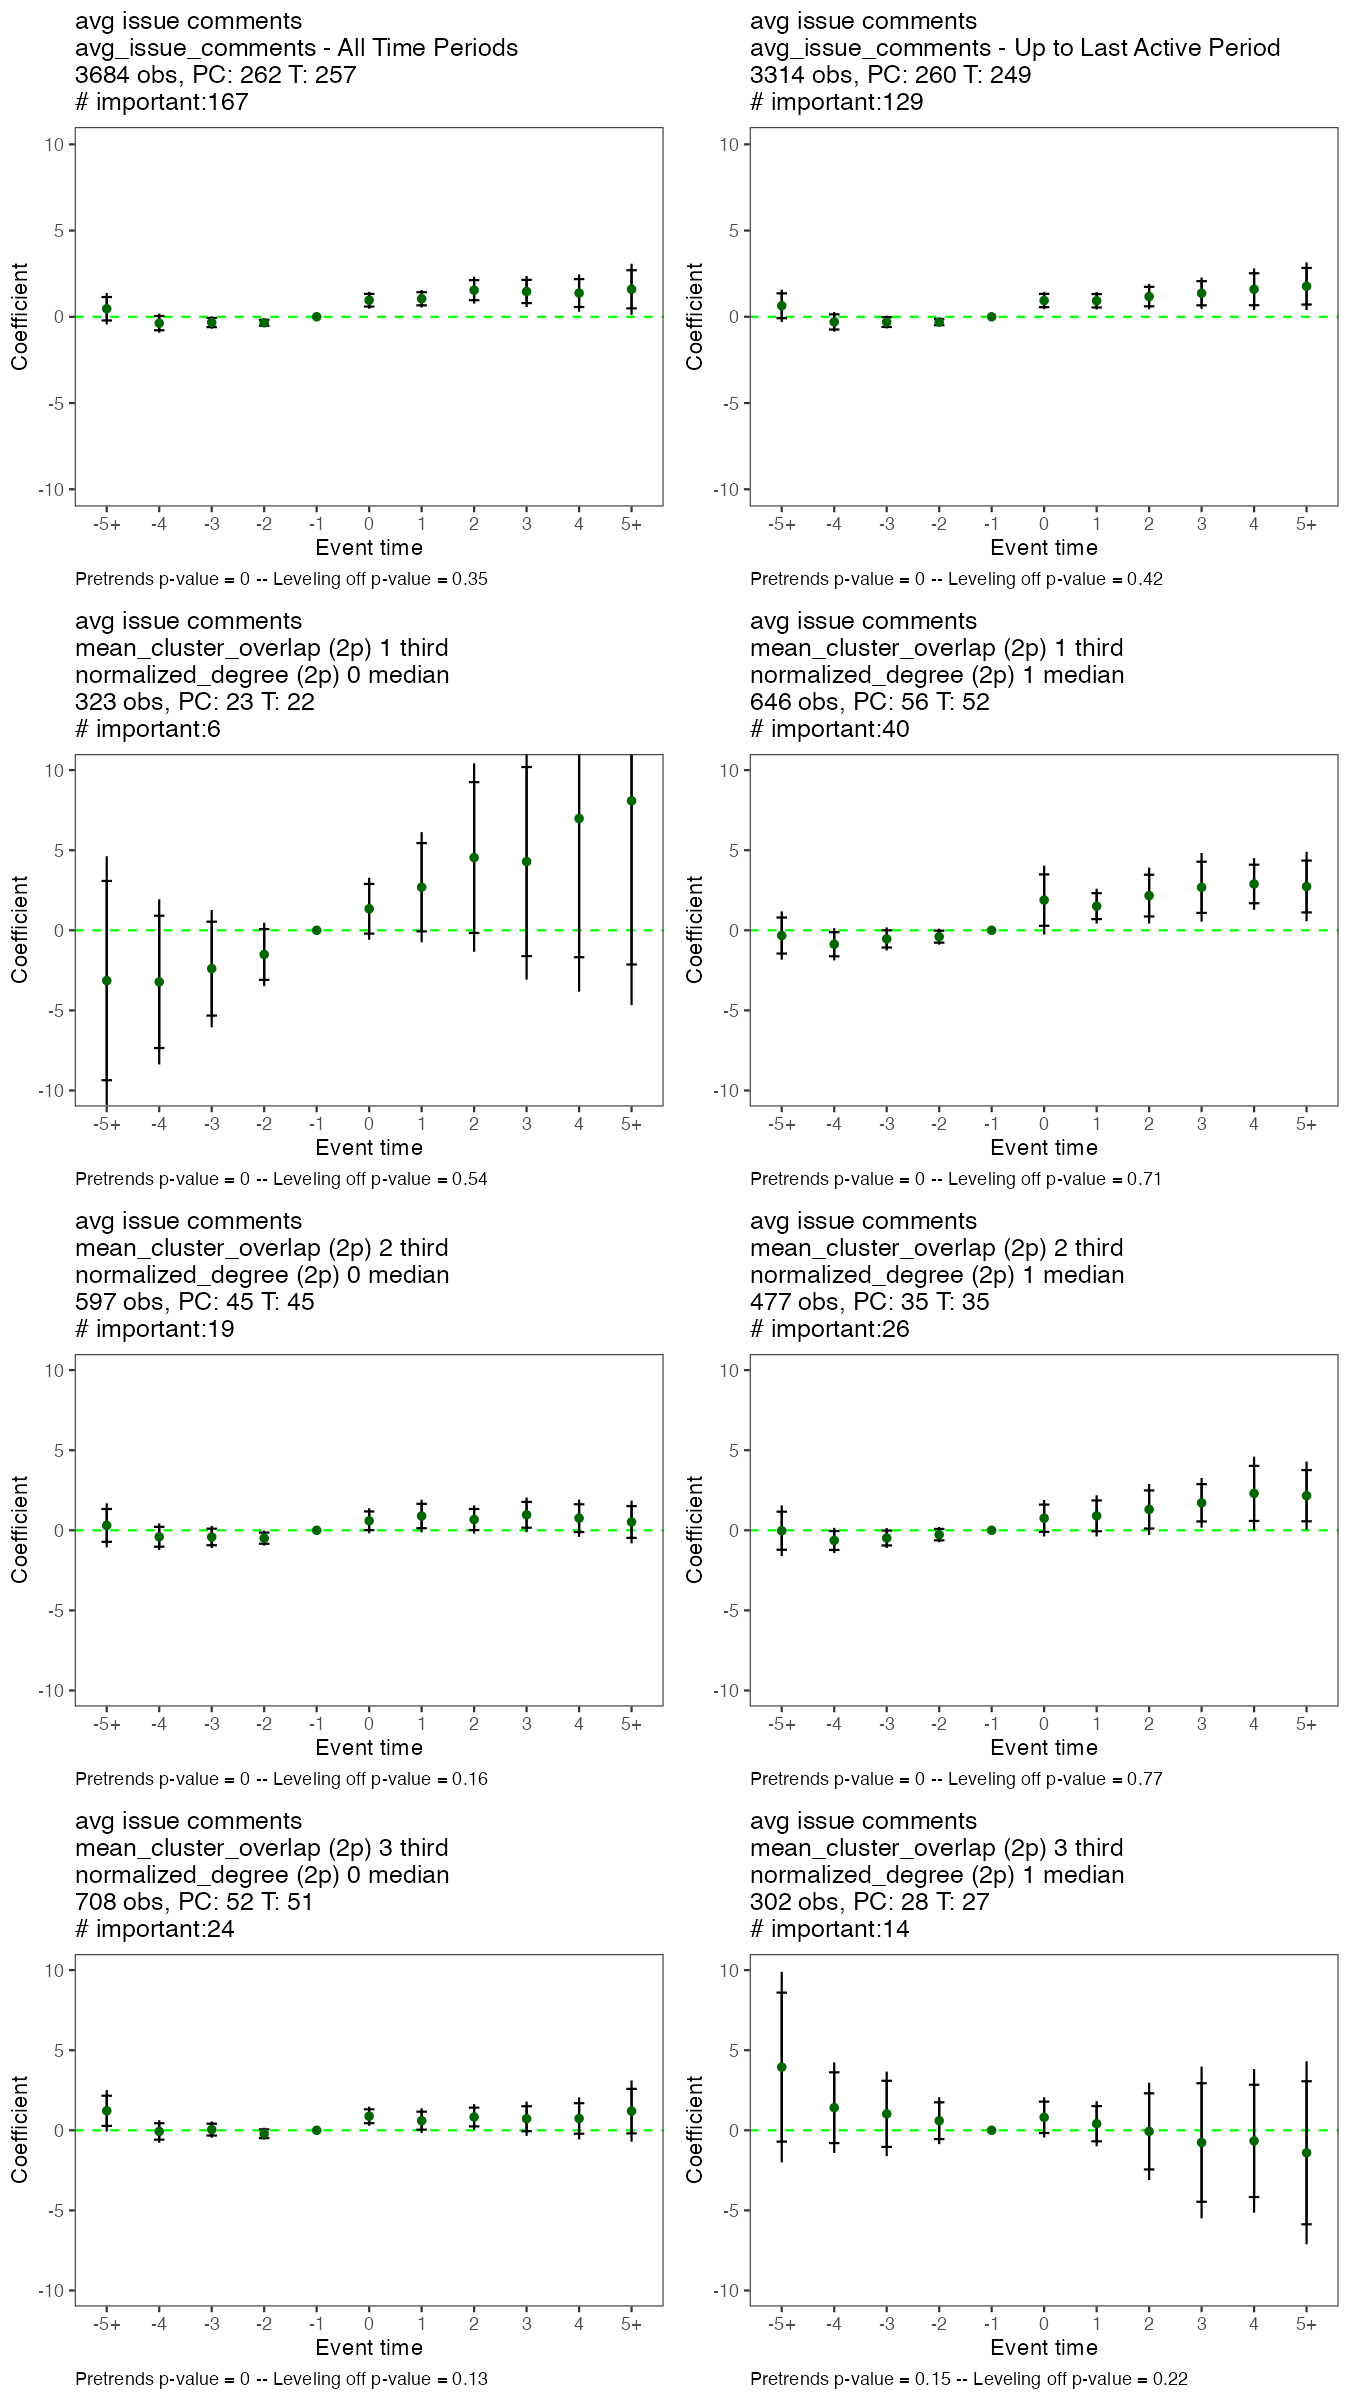 avg issue comments
avg_issue_comments - All Time Periods
3684 obs, PC: 262 T: 257
# important:167
10
5
0
-5
-10
Coefficient
-5+ -4 -3 -2 -1 0 1 2 3 4 5+
Event time
Pretrends p-value = 0 -- Leveling off p-value = 0.35
avg issue comments
avg_issue_comments - Up to Last Active Period
3314 obs, PC: 260 T: 249
# important:129
10
5
0
-5
-10
Coefficient
-5+ -4 -3 -2 -1 0 1 2 3 4 5+
Event time
Pretrends p-value = 0 -- Leveling off p-value = 0.42
avg issue comments
mean_cluster_overlap (2p) 1 third
normalized_degree (2p) 0 median
323 obs, PC: 23 T: 22
# important:6
10
5
0
-5
-10
Coefficient
-5+ -4 -3 -2 -1 0 1 2 3 4 5+
Event time
Pretrends p-value = 0 -- Leveling off p-value = 0.54
avg issue comments
mean_cluster_overlap (2p) 1 third
normalized_degree (2p) 1 median
646 obs, PC: 56 T: 52
# important:40
10
5
0
-5
-10
Coefficient
-5+ -4 -3 -2 -1 0 1 2 3 4 5+
Event time
Pretrends p-value = 0 -- Leveling off p-value = 0.71
avg issue comments
mean_cluster_overlap (2p) 2 third
normalized_degree (2p) 0 median
597 obs, PC: 45 T: 45
# important:19
10
5
0
-5
-10
Coefficient
-5+ -4 -3 -2 -1 0 1 2 3 4 5+
Event time
Pretrends p-value = 0 -- Leveling off p-value = 0.16
avg issue comments
mean_cluster_overlap (2p) 2 third
normalized_degree (2p) 1 median
477 obs, PC: 35 T: 35
# important:26
10
5
0
-5
-10
Coefficient
-5+ -4 -3 -2 -1 0 1 2 3 4 5+
Event time
Pretrends p-value = 0 -- Leveling off p-value = 0.77
avg issue comments
mean_cluster_overlap (2p) 3 third
normalized_degree (2p) 0 median
708 obs, PC: 52 T: 51
# important:24
10
5
0
-5
-10
Coefficient
-5+ -4 -3 -2 -1 0 1 2 3 4 5+
Event time
Pretrends p-value = 0 -- Leveling off p-value = 0.13
avg issue comments
mean_cluster_overlap (2p) 3 third
normalized_degree (2p) 1 median
302 obs, PC: 28 T: 27
# important:14
10
5
0
-5
-10
Coefficient
-5+ -4 -3 -2 -1 0 1 2 3 4 5+
Event time
Pretrends p-value = 0.15 -- Leveling off p-value = 0.22